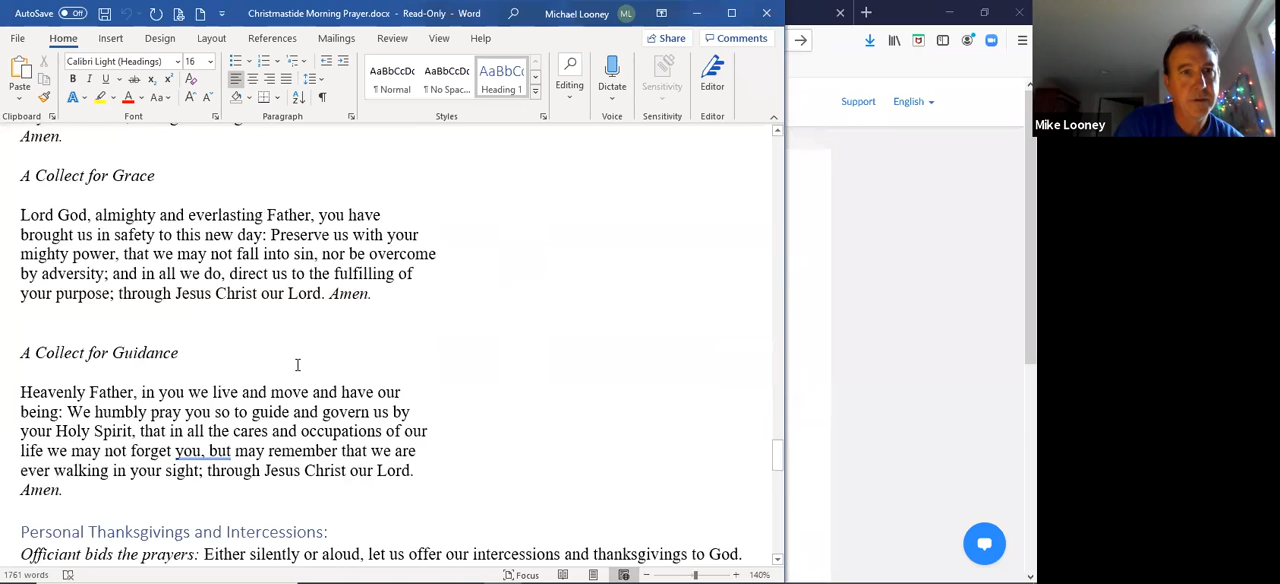 AutoSave Off Christmastide Morning Prayer.docx - Read-Only - Word Michael Looney ML
File Home Insert Design Layout References Mailings Review View Help Share Comments
Paste Calibri Light (Headings) 16 AaBbCcDc AaBbCcDc AaBbCc Editing Dictate Sensitivity Editor
B I U ab x₂ x² ¶ Normal ¶ No Spac... Heading 1
A Aa A A
Clipboard Font Paragraph Styles Voice Sensitivity Editor
Support English
Mike Looney
Amen.
A Collect for Grace
Lord God, almighty and everlasting Father, you have
brought us in safety to this new day: Preserve us with your
mighty power, that we may not fall into sin, nor be overcome
by adversity; and in all we do, direct us to the fulfilling of
your purpose; through Jesus Christ our Lord. Amen.
A Collect for Guidance
Heavenly Father, in you we live and move and have our
being: We humbly pray you so to guide and govern us by
your Holy Spirit, that in all the cares and occupations of our
life we may not forget you, but may remember that we are
ever walking in your sight; through Jesus Christ our Lord.
Amen.
Personal Thanksgivings and Intercessions:
Officiant bids the prayers: Either silently or aloud, let us offer our intercessions and thanksgivings to God.
1761 words Focus 140%